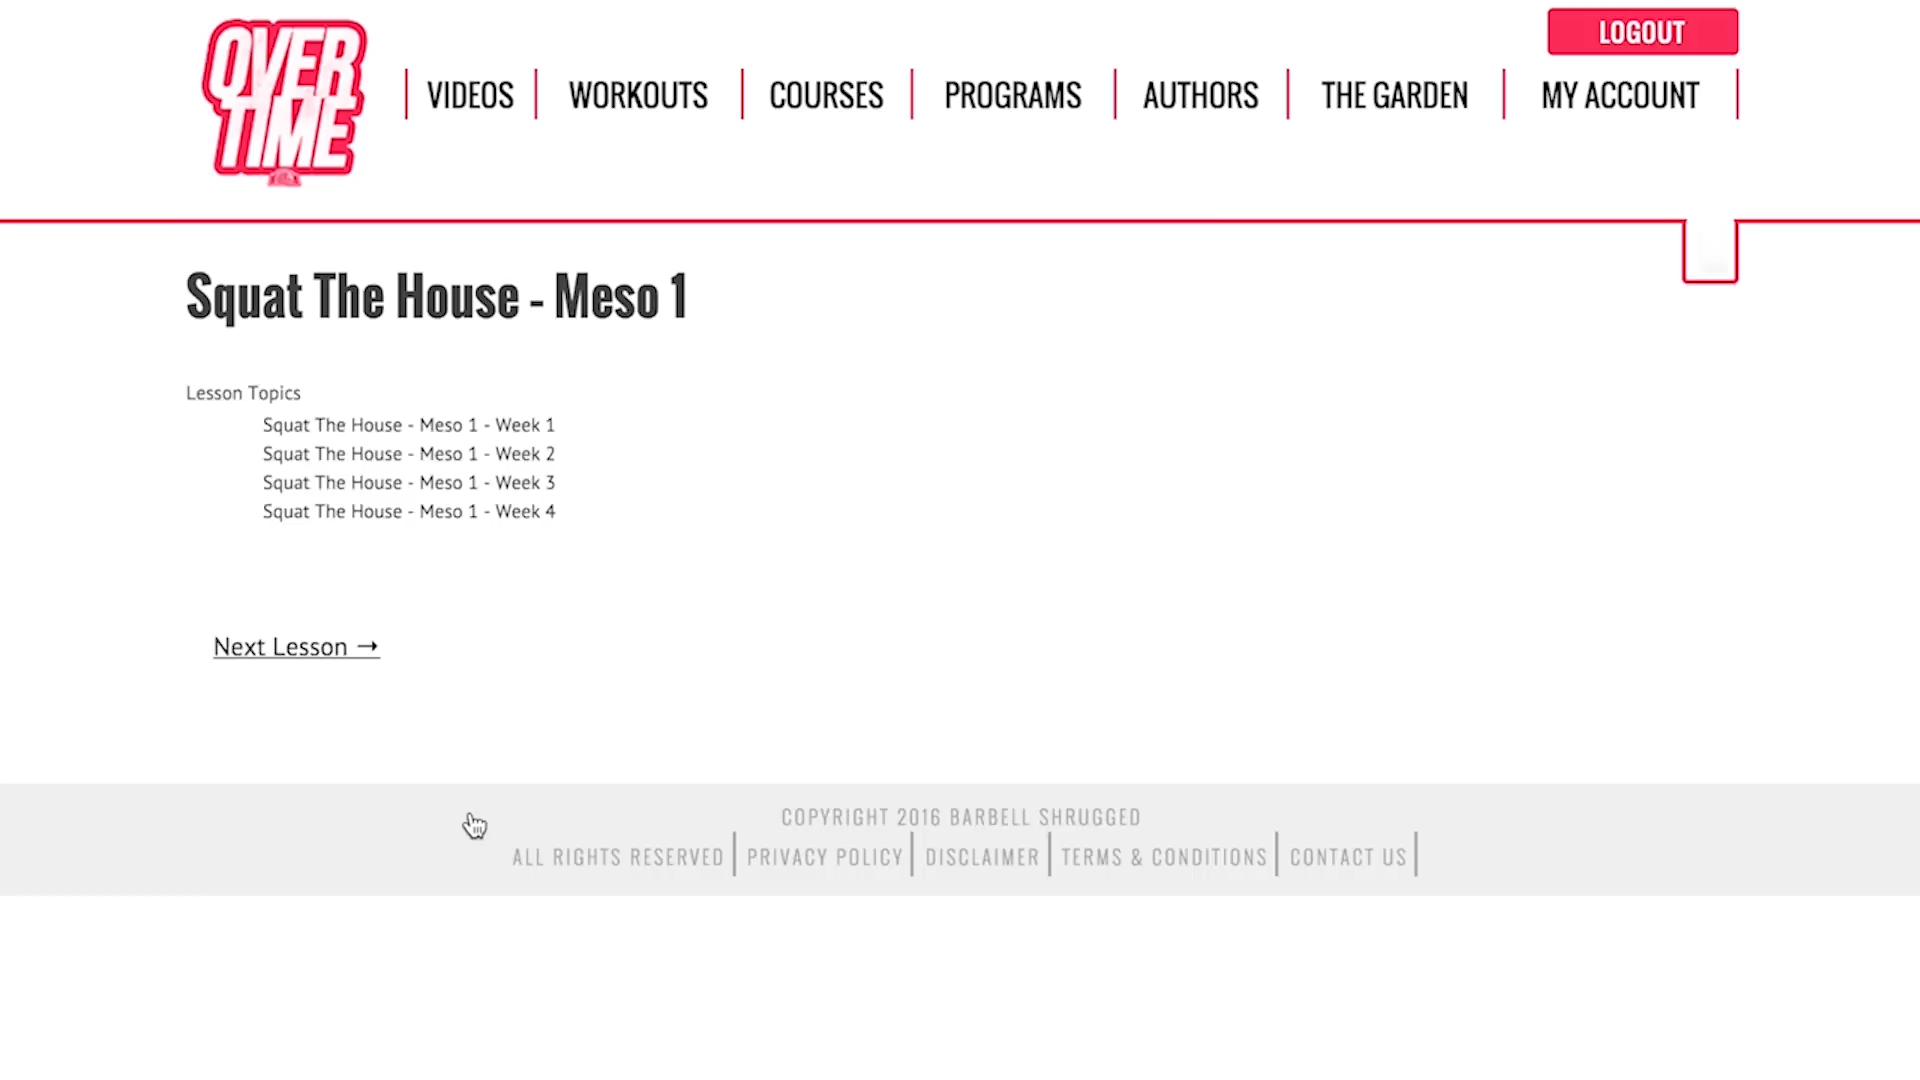 LOGOUT
OVER
TIME
VIDEOS WORKOUTS COURSES PROGRAMS AUTHORS THE GARDEN MY ACCOUNT
Squat The House - Meso 1
Lesson Topics
Squat The House - Meso 1 - Week 1
Squat The House - Meso 1 - Week 2
Squat The House - Meso 1 - Week 3
Squat The House - Meso 1 - Week 4
Next Lesson →
COPYRIGHT 2016 BARBELL SHRUGGED
ALL RIGHTS RESERVED PRIVACY POLICY DISCLAIMER TERMS & CONDITIONS CONTACT US